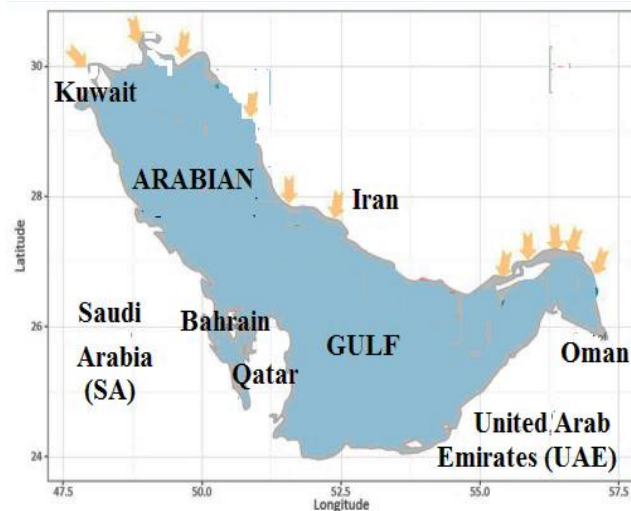 30
Kuwait
ARABIAN
28
Iran
Latitude
Saudi
Arabia
(SA)
26
Bahrain
GULF
Oman
Qatar
United Arab
Emirates (UAE)
24
47.5 50.0 52.5 55.0 57.5
Longitude